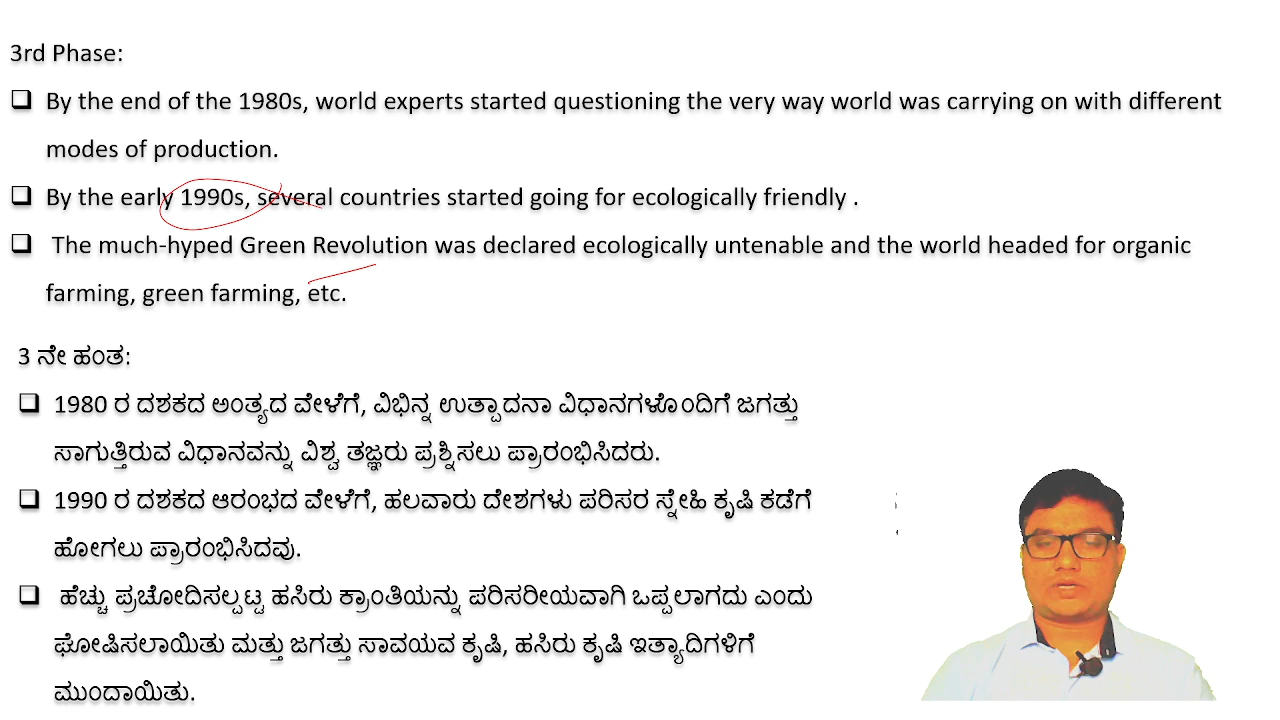 3rd Phase:
❑ By the end of the 1980s, world experts started questioning the very way world was carrying on with different
modes of production.
❑ By the early 1990s, several countries started going for ecologically friendly .
❑ The much-hyped Green Revolution was declared ecologically untenable and the world headed for organic
farming, green farming, etc.
3 ನೇ ಹಂತ:
❑ 1980 ರ ದಶಕದ ಅಂತ್ಯದ ವೇಳೆಗೆ, ವಿಭಿನ್ನ ಉತ್ಪಾದನಾ ವಿಧಾನಗಳೊಂದಿಗೆ ಜಗತ್ತು
ಸಾಗುತ್ತಿರುವ ವಿಧಾನವನ್ನು ವಿಶ್ವ ತಜ್ಞರು ಪ್ರಶ್ನಿಸಲು ಪ್ರಾರಂಭಿಸಿದರು.
❑ 1990 ರ ದಶಕದ ಆರಂಭದ ವೇಳೆಗೆ, ಹಲವಾರು ದೇಶಗಳು ಪರಿಸರ ಸ್ನೇಹಿ ಕೃಷಿ ಕಡೆಗೆ
ಹೋಗಲು ಪ್ರಾರಂಭಿಸಿದವು.
❑ ಹೆಚ್ಚು ಪ್ರಚೋದಿಸಲ್ಪಟ್ಟ ಹಸಿರು ಕ್ರಾಂತಿಯನ್ನು ಪರಿಸರೀಯವಾಗಿ ಒಪ್ಪಲಾಗದು ಎಂದು
ಘೋಷಿಸಲಾಯಿತು ಮತ್ತು ಜಗತ್ತು ಸಾವಯವ ಕೃಷಿ, ಹಸಿರು ಕೃಷಿ ಇತ್ಯಾದಿಗಳಿಗೆ
ಮುಂದಾಯಿತು.